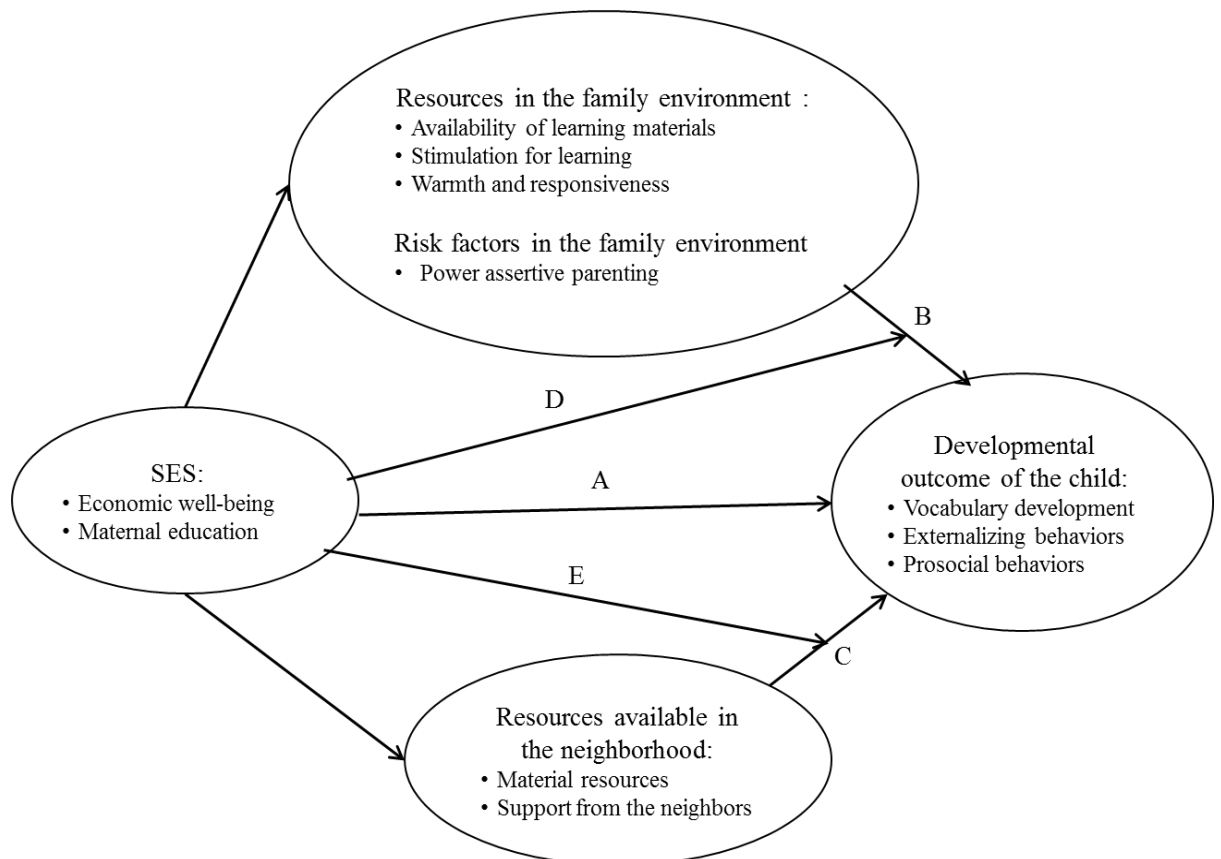 Resources in the family environment :
• Availability of learning materials
• Stimulation for learning
• Warmth and responsiveness
Risk factors in the family environment
• Power assertive parenting
B
D
SES:
• Economic well-being
• Maternal education
A
Developmental
outcome of the child:
• Vocabulary development
• Externalizing behaviors
• Prosocial behaviors
E
C
Resources available in
the neighborhood:
• Material resources
• Support from the neighbors